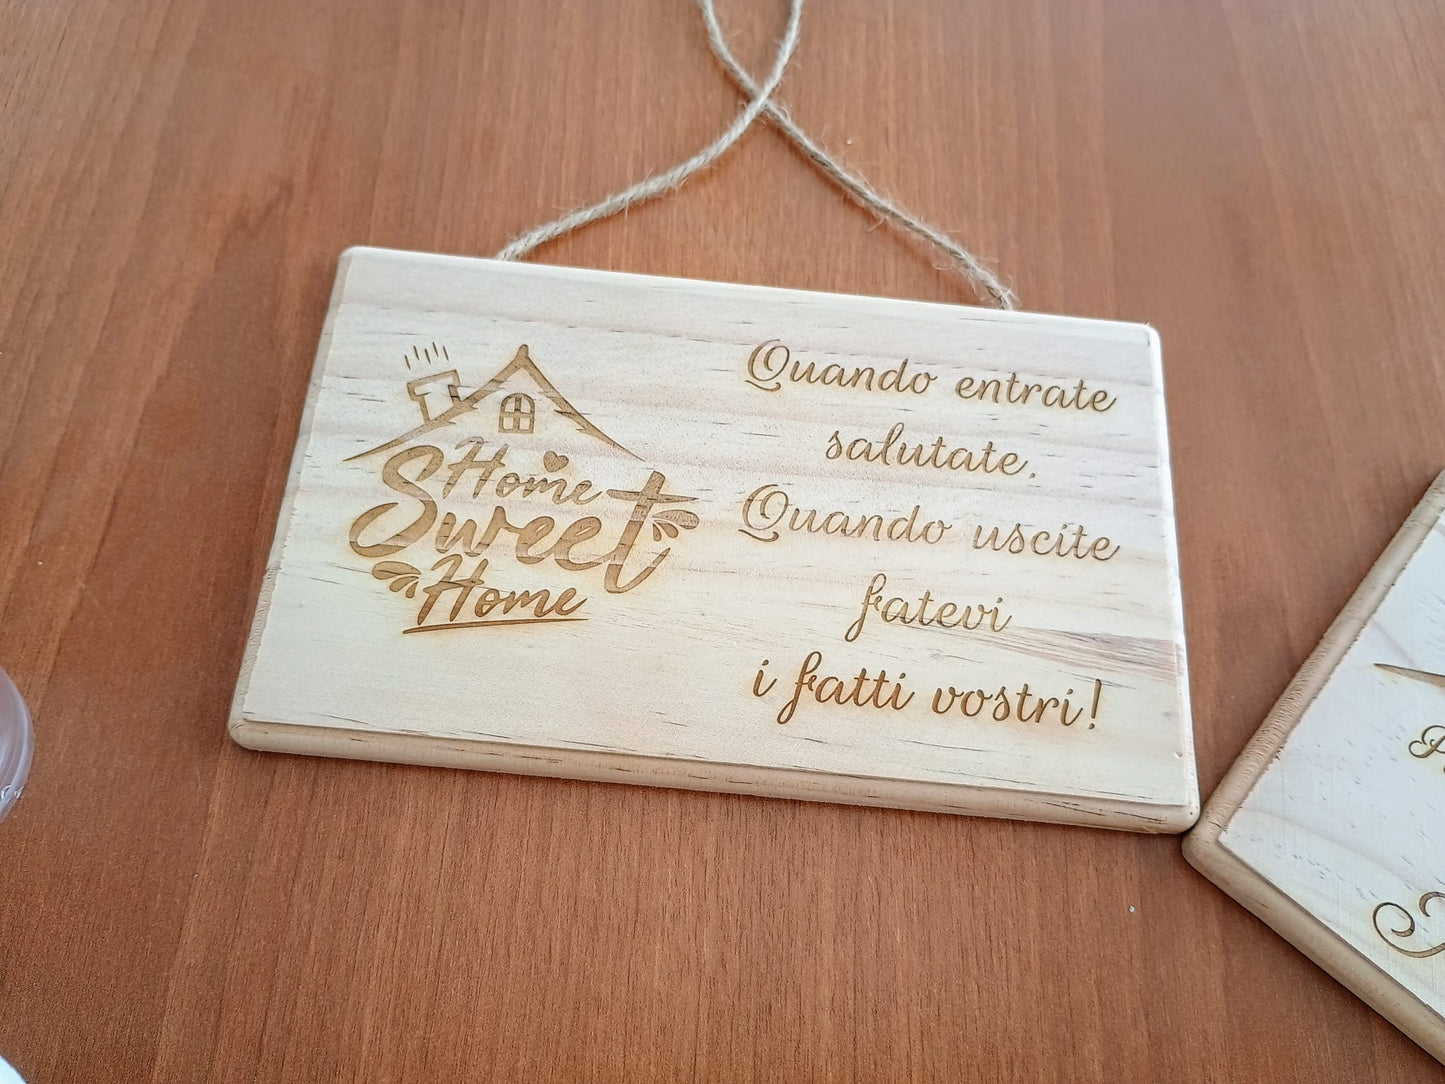 Home
Sweet
Home
Quando entrate
salutate.
Quando uscite
fatevi
i fatti vostri!